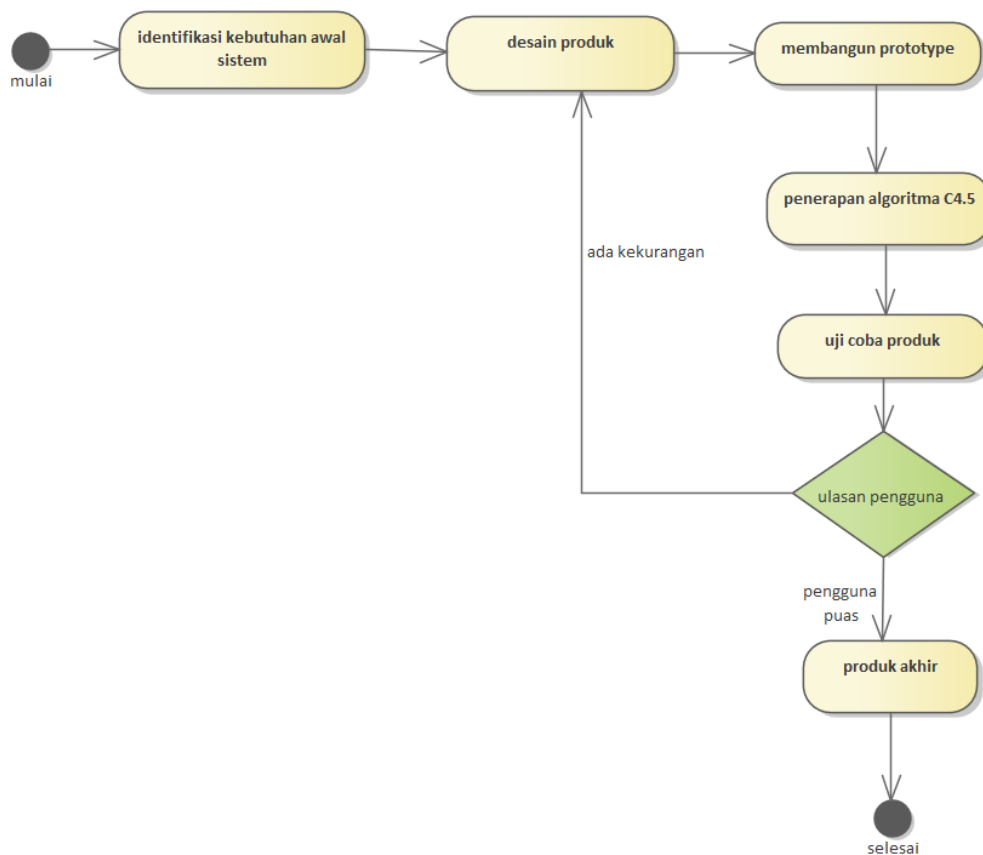 mulai
identifikasi kebutuhan awal
sistem
desain produk
membangun prototype
penerapan algoritma C4.5
uji coba produk
ulasan pengguna
ada kekurangan
pengguna
puas
produk akhir
selesai